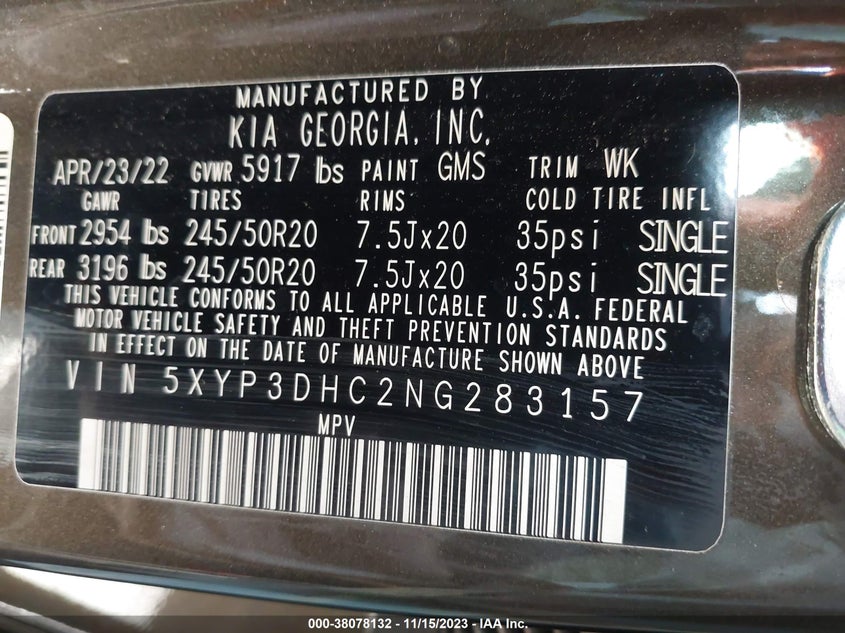 MANUFACTURED BY
KIA GEORGIA, INC.
APR/23/22 GVWR 5917 lbs PAINT GMS TRIM WK
GAWR TIRES RIMS COLD TIRE INFL
FRONT 2954 lbs 245/50R20 7.5Jx20 35psi SINGLE
REAR 3196 lbs 245/50R20 7.5Jx20 35psi SINGLE
THIS VEHICLE CONFORMS TO ALL APPLICABLE U.S.A. FEDERAL
MOTOR VEHICLE SAFETY AND THEFT PREVENTION STANDARDS
IN EFFECT ON THE DATE OF MANUFACTURE SHOWN ABOVE
VIN 5XYP3DHC2NG283157
MPV
000-38078132 - 11/15/2023 - IAA Inc.